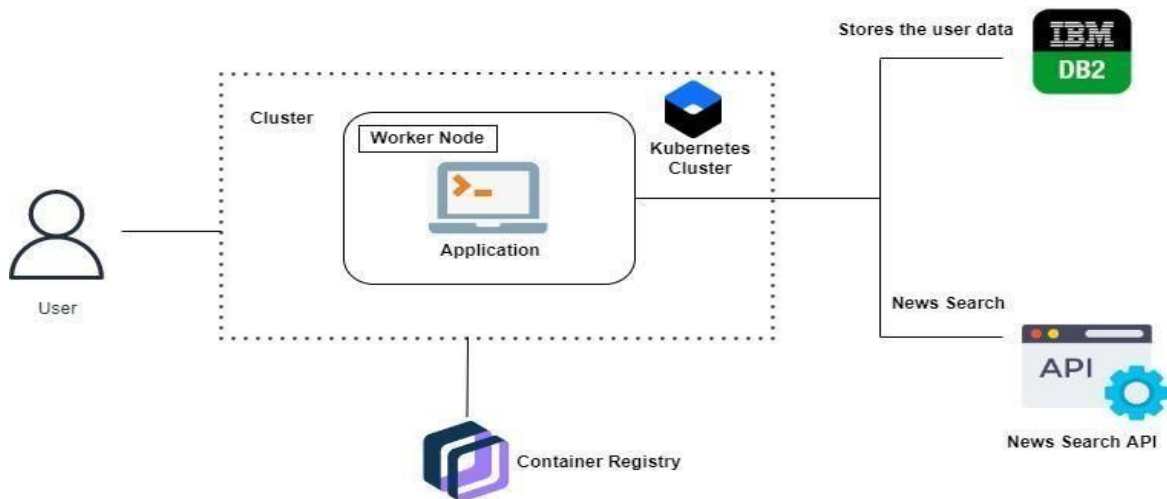 Stores the user data
IBM
DB2
Cluster
Worker Node
Kubernetes
Cluster
Application
User
News Search
API
News Search API
Container Registry